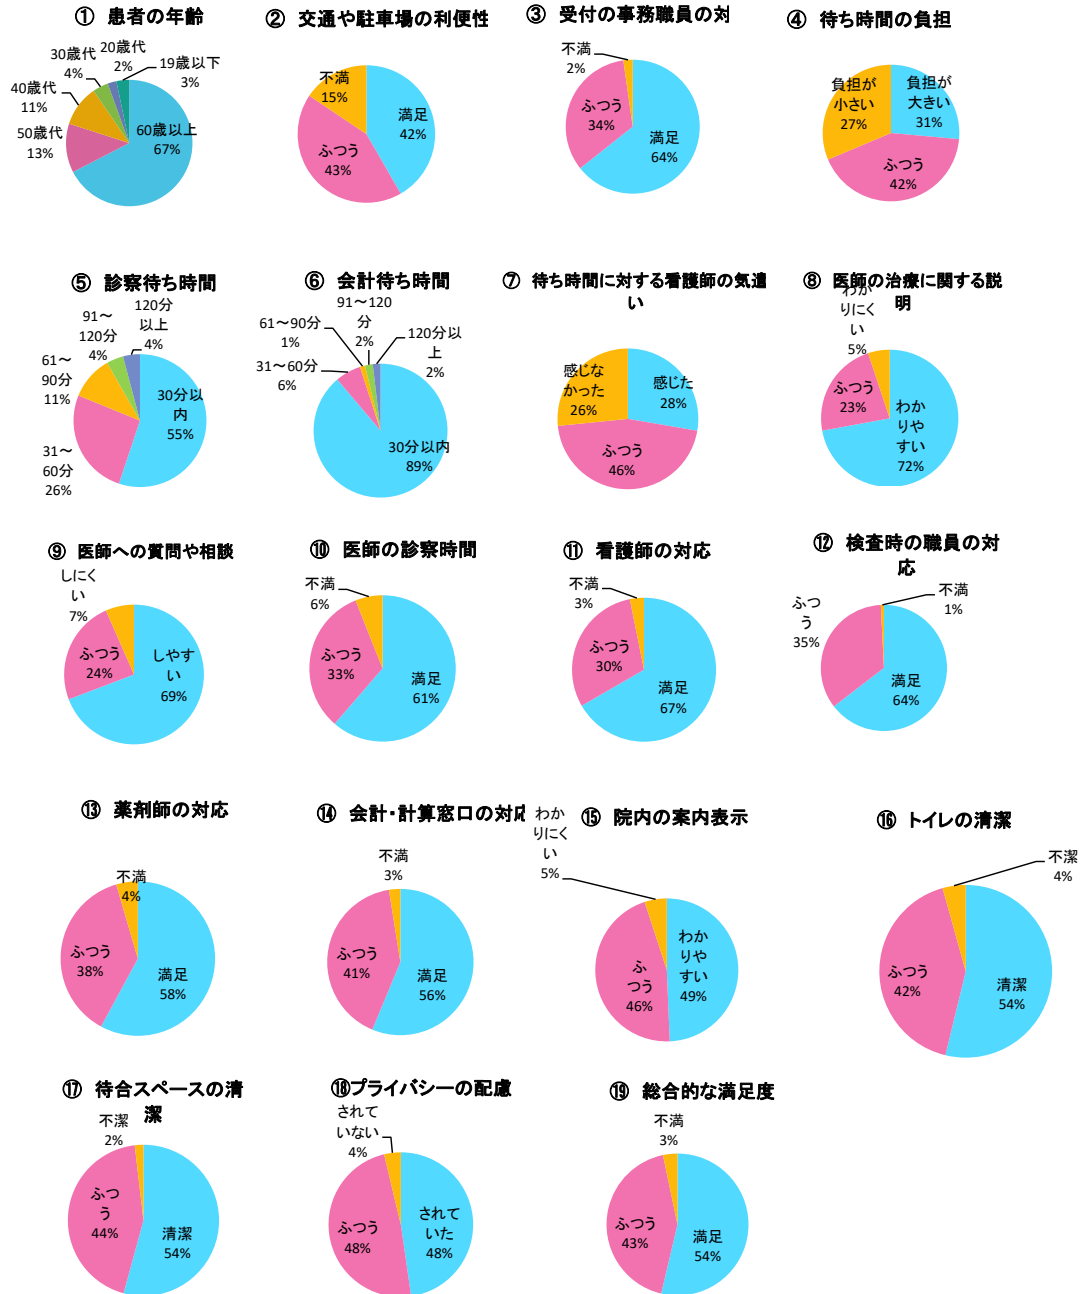 ① 患者の年齢
30歳代
4%
20歳代
2%
19歳以下
3%
40歳代
11%
50歳代
13%
60歳以上
67%
② 交通や駐車場の利便性
不満
15%
満足
42%
ふつう
43%
③ 受付の事務職員の対
不満
2%
ふつう
34%
満足
64%
④ 待ち時間の負担
負担が
小さい
27%
負担が
大きい
31%
ふつう
42%
⑤ 診察待ち時間
91～
120分
4%
120分
以上
4%
61～
90分
11%
30分以
内
55%
31～
60分
26%
⑥ 会計待ち時間
91～120
分
2%
61～90分
1%
120分以
上
2%
31～60分
6%
30分以内
89%
⑦ 待ち時間に対する看護師の気遣
い
感じな
かった
26%
感じた
28%
ふつう
46%
⑧ 医師の治療に関する説
明
わか
りにく
い
5%
ふつう
23%
わか
りや
すい
72%
⑨ 医師への質問や相談
しにく
い
7%
ふつう
24%
しやす
い
69%
⑩ 医師の診察時間
不満
6%
ふつう
33%
満足
61%
⑪ 看護師の対応
不満
3%
ふつう
30%
満足
67%
⑫ 検査時の職員の対
応
ふつ
う
35%
不満
1%
満足
64%
⑬ 薬剤師の対応
不満
4%
ふつう
38%
満足
58%
⑭ 会計・計算窓口の対応
不満
3%
ふつう
41%
満足
56%
⑮ 院内の案内表示
わか
りにく
い
5%
わか
りや
すい
49%
ふ
つう
46%
⑯ トイレの清潔
不潔
4%
ふつう
42%
清潔
54%
⑰ 待合スペースの清
潔
不潔
2%
ふつ
う
44%
清潔
54%
⑱プライバシーの配慮
されて
いない
4%
ふつう
48%
されて
いた
48%
⑲ 総合的な満足度
不満
3%
ふつう
43%
満足
54%